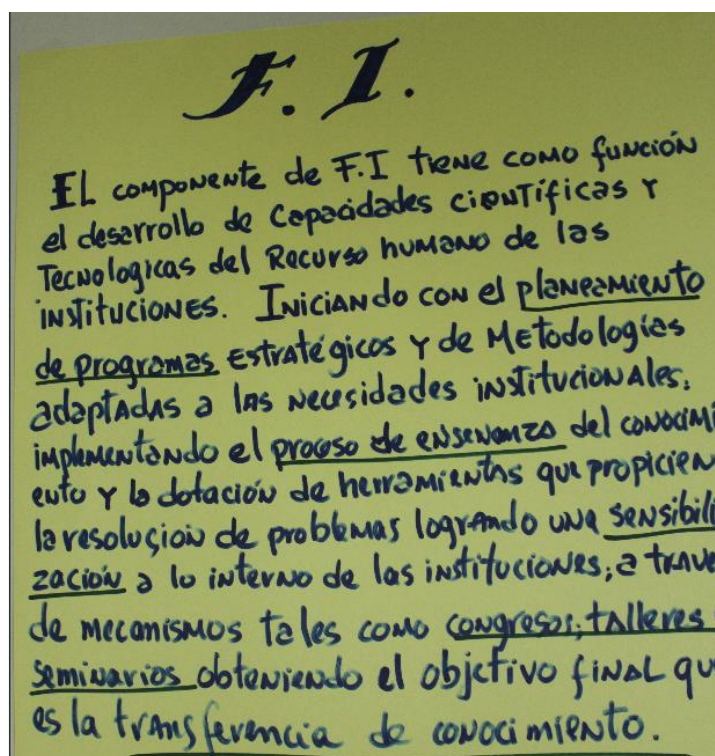 F. I.
El componente de F.I tiene como función
el desarrollo de Capacidades científicas y
Tecnologicas del Recurso humano de las
instituciones. Iniciando con el planeamiento
de programas Estratégicos y de Metodologías
adaptadas a las necesidades institucionales;
implementando el proceso de ensenanza del conocimi
ento y la dotación de herramientas que propicien
la resolución de problemas logrando una sensibili
zación a lo interno de las instituciones; a trave
de mecanismos tales como congresos; talleres
seminarios obteniendo el objctivo final qu
es la transferencia de conocimiento.